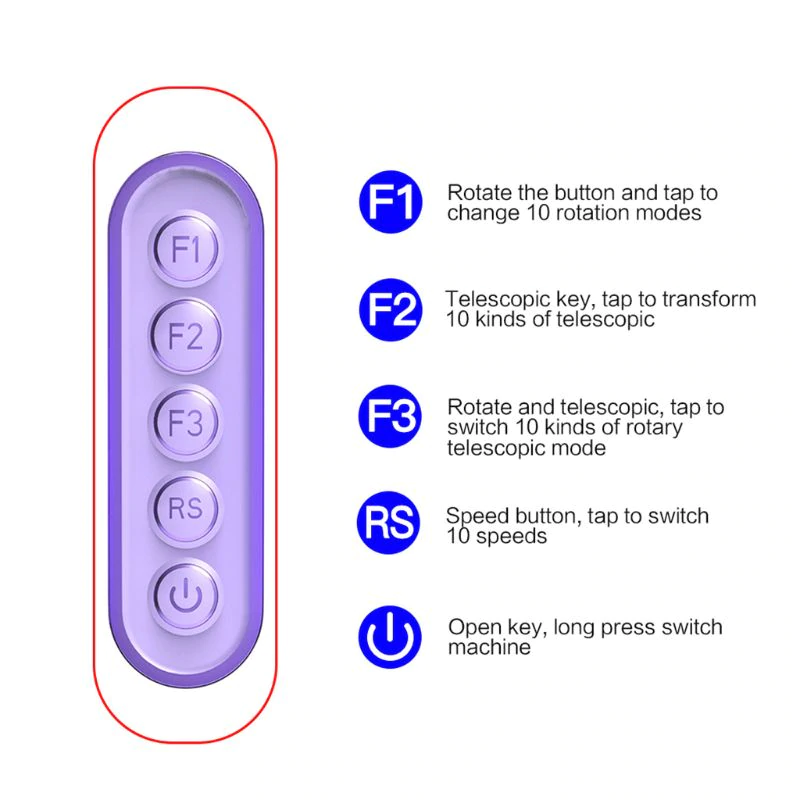 F1
F2
F3
RS
F1
Rotate the button and tap to
change 10 rotation modes
F2
Telescopic key, tap to transform
10 kinds of telescopic
F3
Rotate and telescopic, tap to
switch 10 kinds of rotary
telescopic mode
RS
Speed button, tap to switch
10 speeds
Open key, long press switch
machine